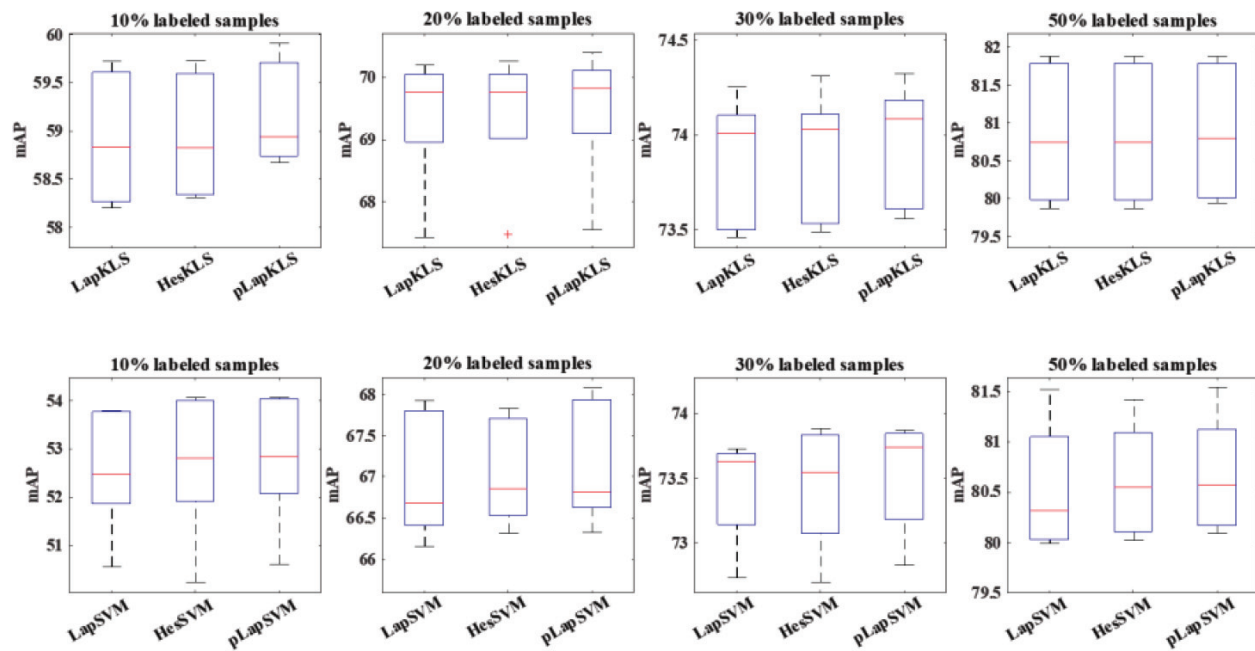 10% labeled samples
20% labeled samples
30% labeled samples
50% labeled samples
mAP
60
59.5
59
58.5
58
LapKLS
HesKLS
pLapKLS
mAP
70
69
68
LapKLS
HesKLS
pLapKLS
mAP
74.5
74
73.5
LapKLS
HesKLS
pLapKLS
mAP
82
81.5
81
80.5
80
79.5
LapKLS
HesKLS
pLapKLS
10% labeled samples
20% labeled samples
30% labeled samples
50% labeled samples
mAP
54
53
52
51
LapSVM
HesSVM
pLapSVM
mAP
68
67.5
67
66.5
66
LapSVM
HesSVM
pLapSVM
mAP
74
73.5
73
LapSVM
HesSVM
pLapSVM
mAP
81.5
81
80.5
80
79.5
LapSVM
HesSVM
pLapSVM